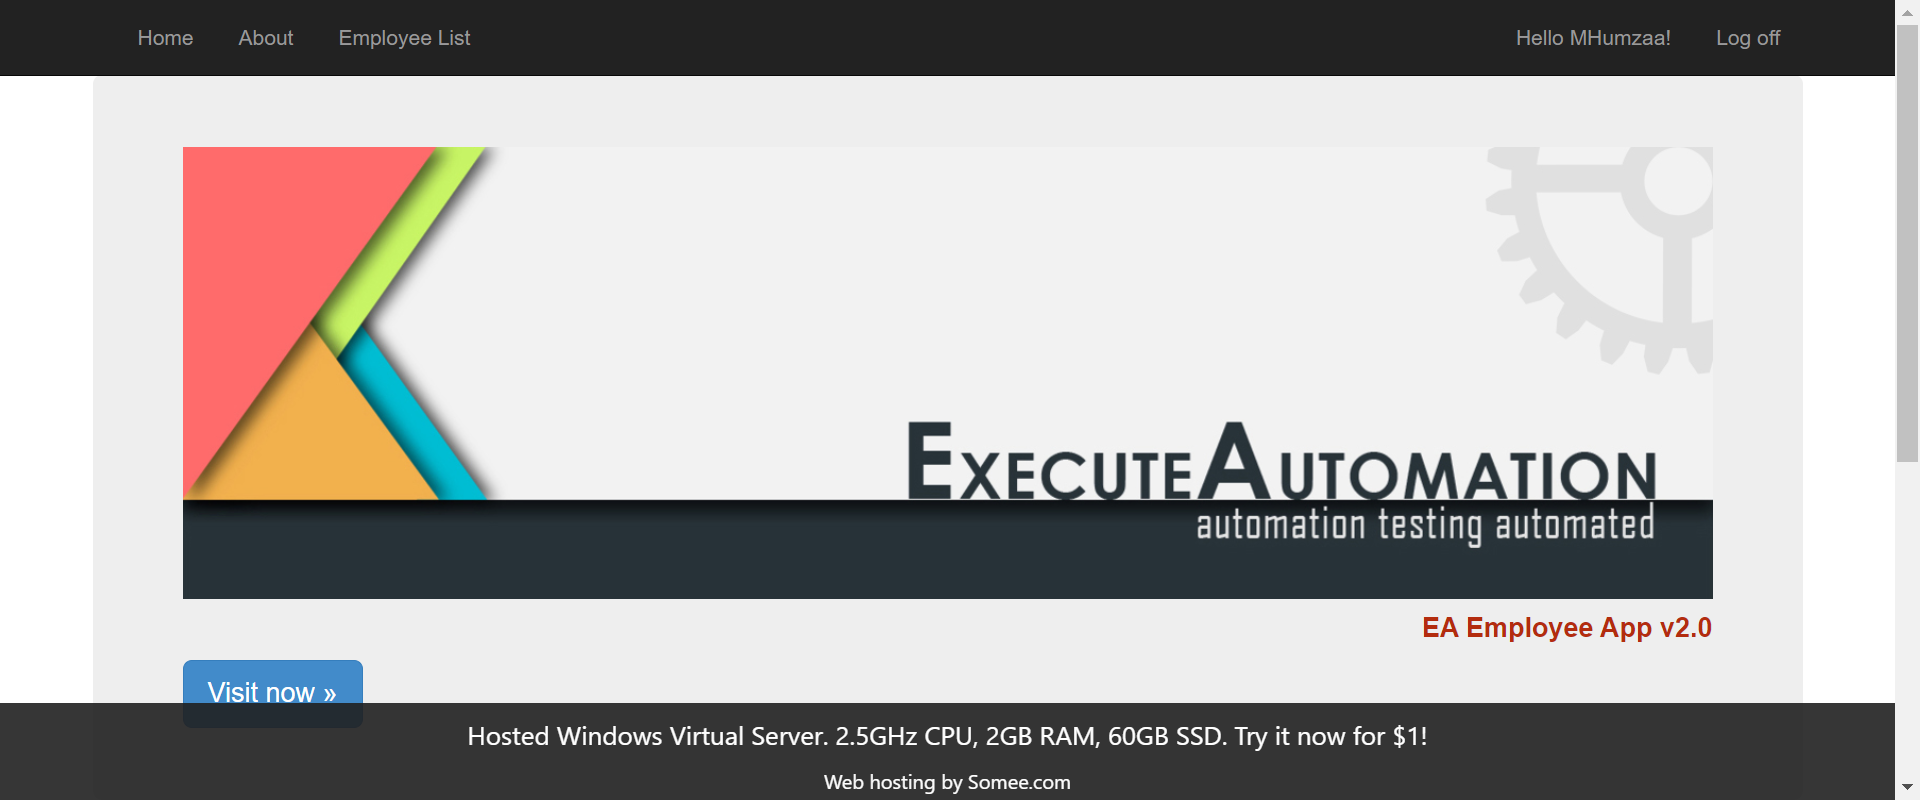 Home About Employee List Hello MHumzaa! Log off
EXECUTEAUTOMATION
automation testing automated
EA Employee App v2.0
Visit now »
Hosted Windows Virtual Server. 2.5GHz CPU, 2GB RAM, 60GB SSD. Try it now for $1!
Web hosting by Somee.com